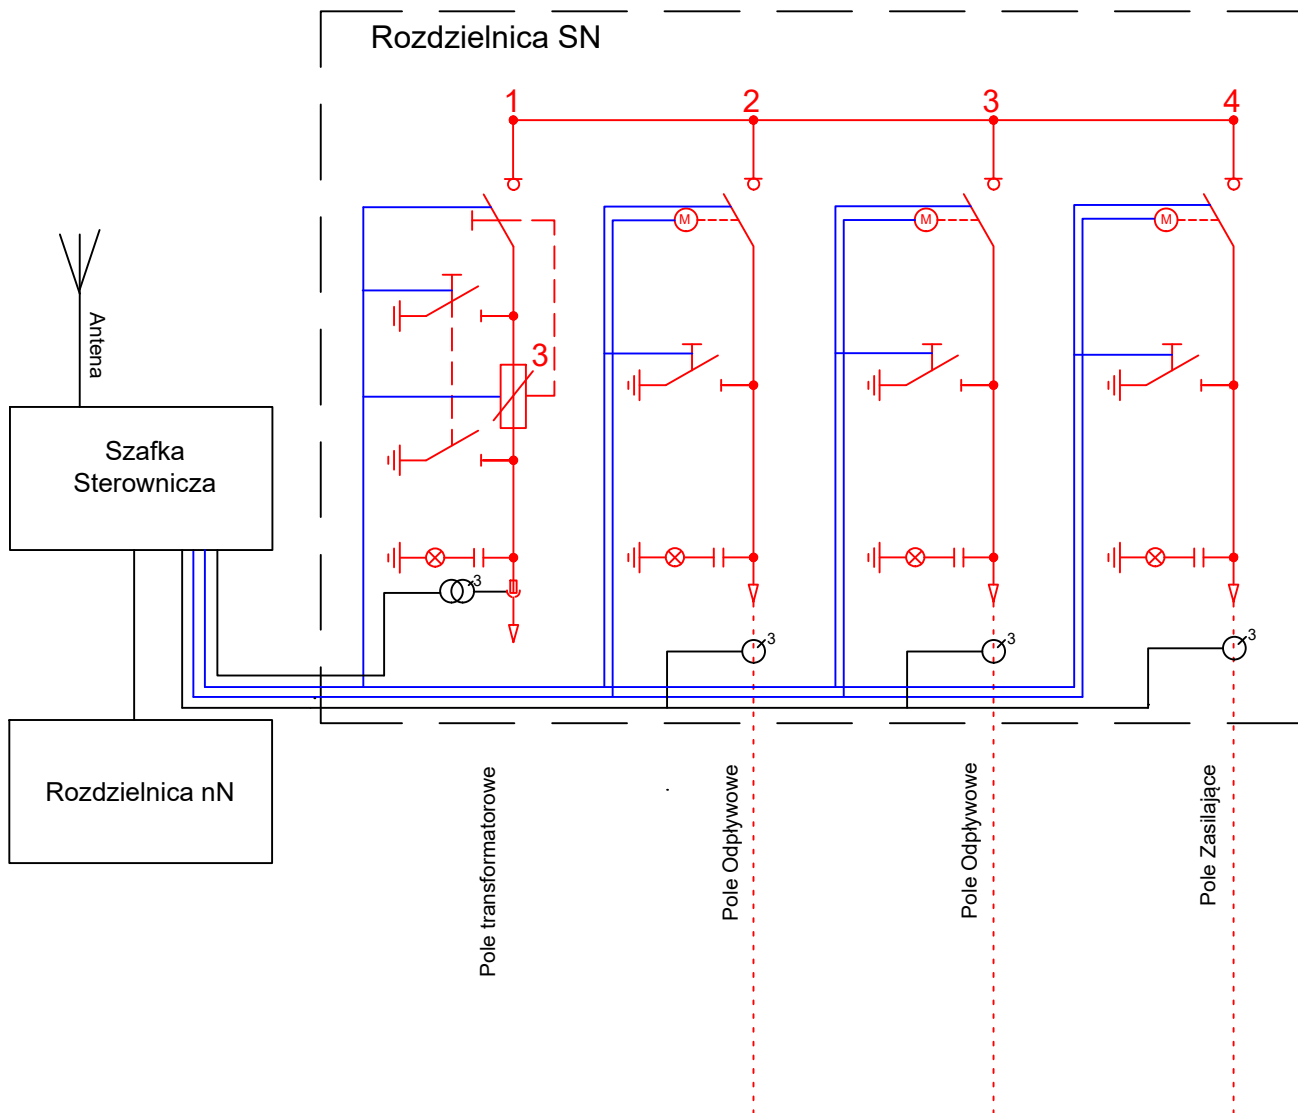 Rozdzielnica SN
1
2
3
4
M
M
M
Antena
3
Szafka
Sterownicza
3
3
3
3
Rozdzielnica nN
Pole transformatorowe
Pole Odpływowe
Pole Odpływowe
Pole Zasilające